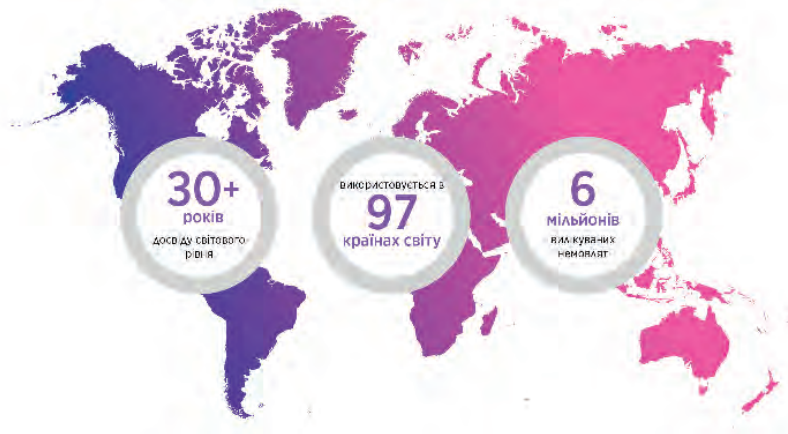 30+
років
досвіду світового
рівня
використовується в
97
країнах світу
6
мільйонів
вилікуваних
немовлят